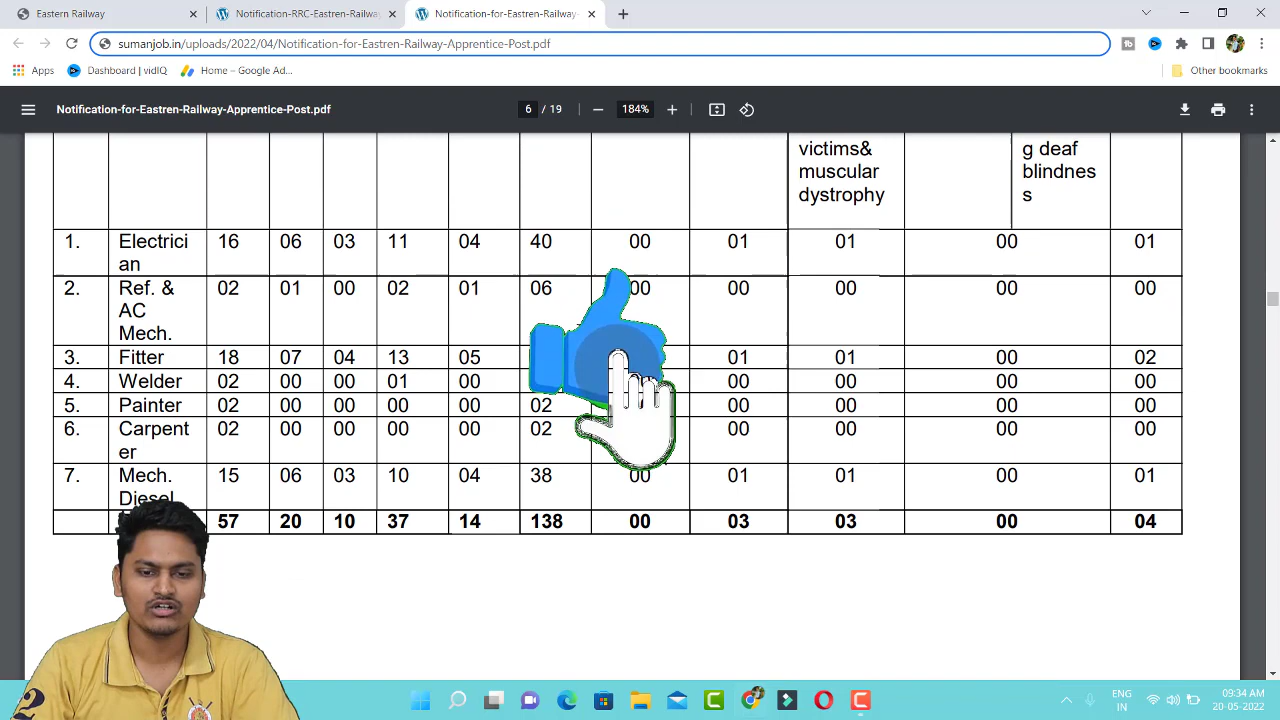 Eastern Railway
Notification-RRC-Eastren-Railway
Notification-for-Eastren-Railway-
sumanjob.in/uploads/2022/04/Notification-for-Eastren-Railway-Apprentice-Post.pdf
Apps Dashboard | vidIQ Home – Google Ad... Other bookmarks
Notification-for-Eastren-Railway-Apprentice-Post.pdf 6 / 19 184%
victims& g deaf
muscular blindnes
dystrophy s
1. Electrici 16 06 03 11 04 40 00 01 01 00 01
an
2. Ref. & 02 01 00 02 01 06 00 00 00 00 00
AC
Mech.
3. Fitter 18 07 04 13 05 01 01 00 02
4. Welder 02 00 00 01 00 00 00 00 00
5. Painter 02 00 00 00 00 02 00 00 00 00
6. Carpent 02 00 00 00 00 02 00 00 00 00
er
7. Mech. 15 06 03 10 04 38 00 01 01 00 01
Diesel
57 20 10 37 14 138 00 03 03 00 04
2
ENG 09:34 AM
IN 20-05-2022